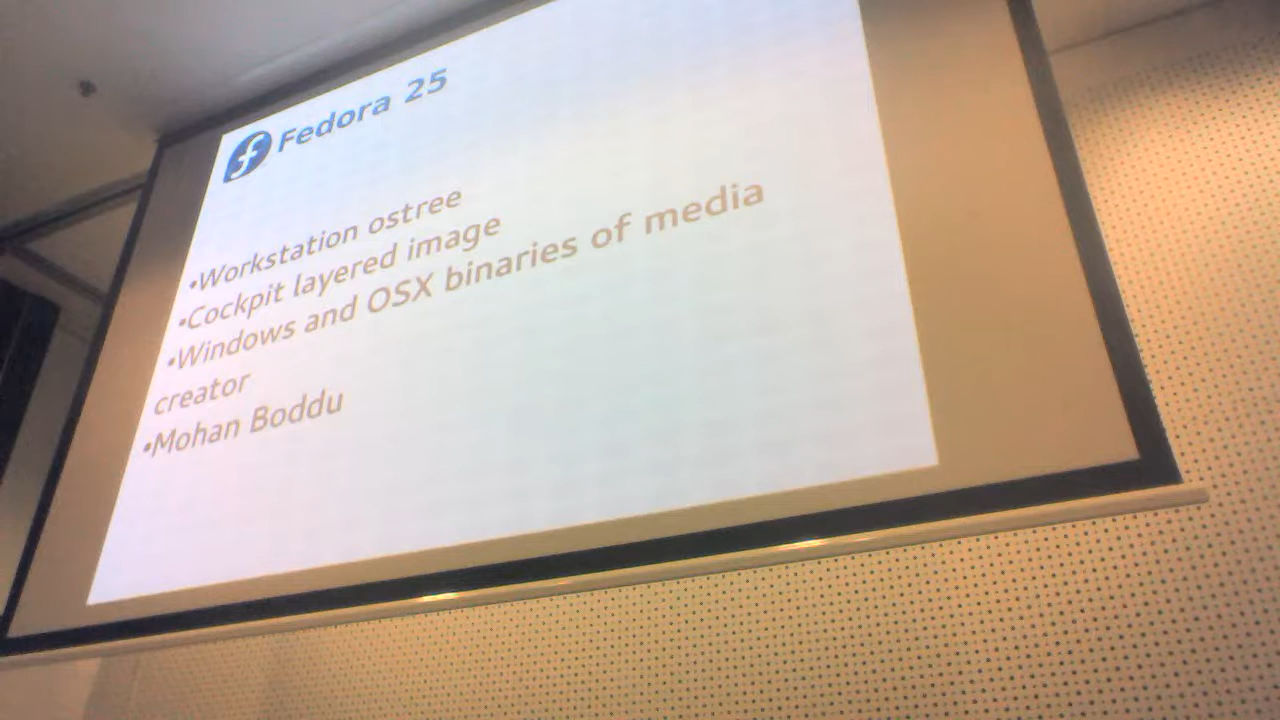 Fedora 25
•Workstation ostree
•Cockpit layered image
•Windows and OSX binaries of media
creator
•Mohan Boddu